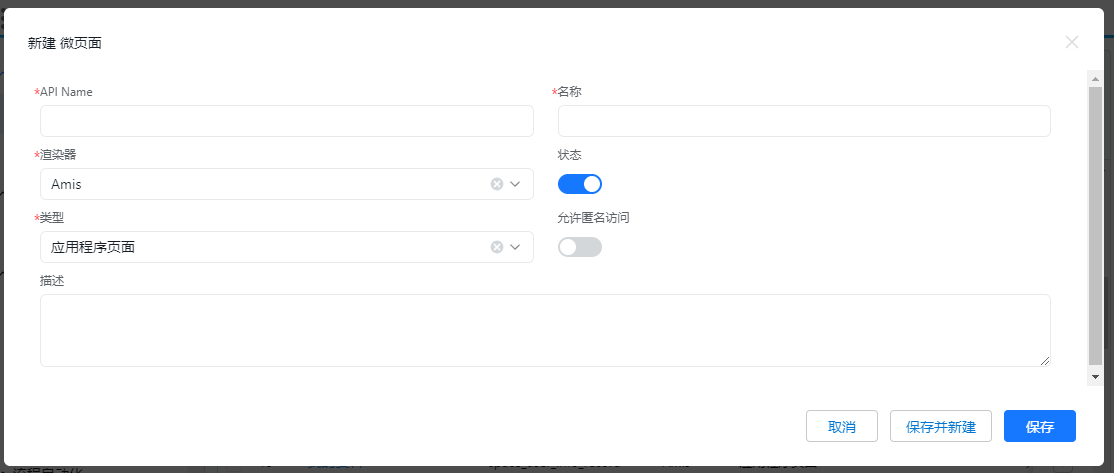 新建 微页面
*API Name
*名称
*渲染器
状态
Amis
*类型
允许匿名访问
应用程序页面
描述
取消
保存并新建
保存